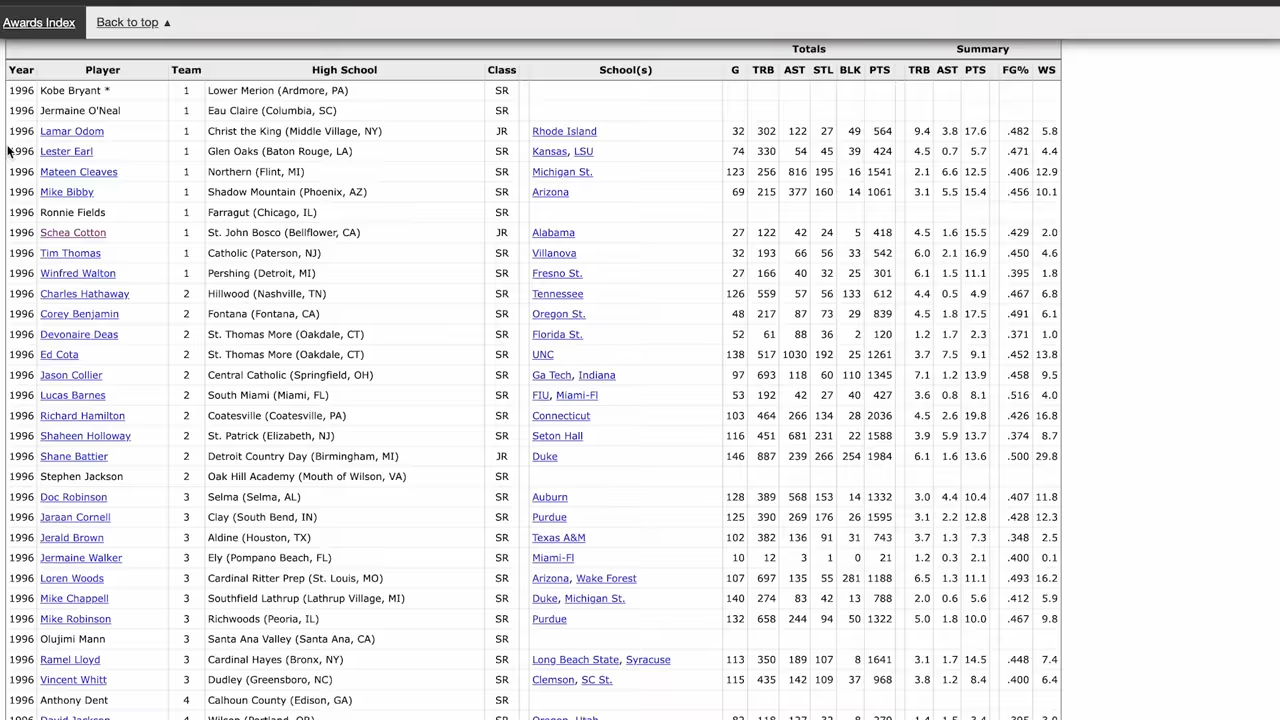 Awards Index Back to top ▲
Totals Summary
Year Player Team High School Class School(s) G TRB AST STL BLK PTS TRB AST PTS FG% WS
1996 Kobe Bryant * 1 Lower Merion (Ardmore, PA) SR
1996 Jermaine O'Neal 1 Eau Claire (Columbia, SC) SR
1996 Lamar Odom 1 Christ the King (Middle Village, NY) JR Rhode Island 32 302 122 27 49 564 9.4 3.8 17.6 .482 5.8
1996 Lester Earl 1 Glen Oaks (Baton Rouge, LA) SR Kansas, LSU 74 330 54 45 39 424 4.5 0.7 5.7 .471 4.4
1996 Mateen Cleaves 1 Northern (Flint, MI) SR Michigan St. 123 256 816 195 16 1541 2.1 6.6 12.5 .406 12.9
1996 Mike Bibby 1 Shadow Mountain (Phoenix, AZ) SR Arizona 69 215 377 160 14 1061 3.1 5.5 15.4 .456 10.1
1996 Ronnie Fields 1 Farragut (Chicago, IL) SR
1996 Schea Cotton 1 St. John Bosco (Bellflower, CA) JR Alabama 27 122 42 24 5 418 4.5 1.6 15.5 .429 2.0
1996 Tim Thomas 1 Catholic (Paterson, NJ) SR Villanova 32 193 66 56 33 542 6.0 2.1 16.9 .450 4.6
1996 Winfred Walton 1 Pershing (Detroit, MI) SR Fresno St. 27 166 40 32 25 301 6.1 1.5 11.1 .395 1.8
1996 Charles Hathaway 2 Hillwood (Nashville, TN) SR Tennessee 126 559 57 56 133 612 4.4 0.5 4.9 .467 6.8
1996 Corey Benjamin 2 Fontana (Fontana, CA) SR Oregon St. 48 217 87 73 29 839 4.5 1.8 17.5 .491 6.1
1996 Devonaire Deas 2 St. Thomas More (Oakdale, CT) SR Florida St. 52 61 88 36 2 120 1.2 1.7 2.3 .371 1.0
1996 Ed Cota 2 St. Thomas More (Oakdale, CT) SR UNC 138 517 1030 192 25 1261 3.7 7.5 9.1 .452 13.8
1996 Jason Collier 2 Central Catholic (Springfield, OH) SR Ga Tech, Indiana 97 693 118 60 110 1345 7.1 1.2 13.9 .458 9.5
1996 Lucas Barnes 2 South Miami (Miami, FL) SR FIU, Miami-Fl 53 192 42 27 40 427 3.6 0.8 8.1 .516 4.0
1996 Richard Hamilton 2 Coatesville (Coatesville, PA) SR Connecticut 103 464 266 134 28 2036 4.5 2.6 19.8 .426 16.8
1996 Shaheen Holloway 2 St. Patrick (Elizabeth, NJ) SR Seton Hall 116 451 681 231 22 1588 3.9 5.9 13.7 .374 8.7
1996 Shane Battier 2 Detroit Country Day (Birmingham, MI) JR Duke 146 887 239 266 254 1984 6.1 1.6 13.6 .500 29.8
1996 Stephen Jackson 2 Oak Hill Academy (Mouth of Wilson, VA) SR
1996 Doc Robinson 3 Selma (Selma, AL) SR Auburn 128 389 568 153 14 1332 3.0 4.4 10.4 .407 11.8
1996 Jaraan Cornell 3 Clay (South Bend, IN) SR Purdue 125 390 269 176 26 1595 3.1 2.2 12.8 .428 12.3
1996 Jerald Brown 3 Aldine (Houston, TX) SR Texas A&M 102 382 136 91 31 743 3.7 1.3 7.3 .348 2.5
1996 Jermaine Walker 3 Ely (Pompano Beach, FL) SR Miami-Fl 10 12 3 1 0 21 1.2 0.3 2.1 .400 0.1
1996 Loren Woods 3 Cardinal Ritter Prep (St. Louis, MO) SR Arizona, Wake Forest 107 697 135 55 281 1188 6.5 1.3 11.1 .493 16.2
1996 Mike Chappell 3 Southfield Lathrup (Lathrup Village, MI) SR Duke, Michigan St. 140 274 83 42 13 788 2.0 0.6 5.6 .412 5.9
1996 Mike Robinson 3 Richwoods (Peoria, IL) SR Purdue 132 658 244 94 50 1322 5.0 1.8 10.0 .467 9.8
1996 Olujimi Mann 3 Santa Ana Valley (Santa Ana, CA) SR
1996 Ramel Lloyd 3 Cardinal Hayes (Bronx, NY) SR Long Beach State, Syracuse 113 350 189 107 8 1641 3.1 1.7 14.5 .448 7.4
1996 Vincent Whitt 3 Dudley (Greensboro, NC) SR Clemson, SC St. 115 435 142 109 37 968 3.8 1.2 8.4 .400 6.4
1996 Anthony Dent 4 Calhoun County (Edison, GA) SR